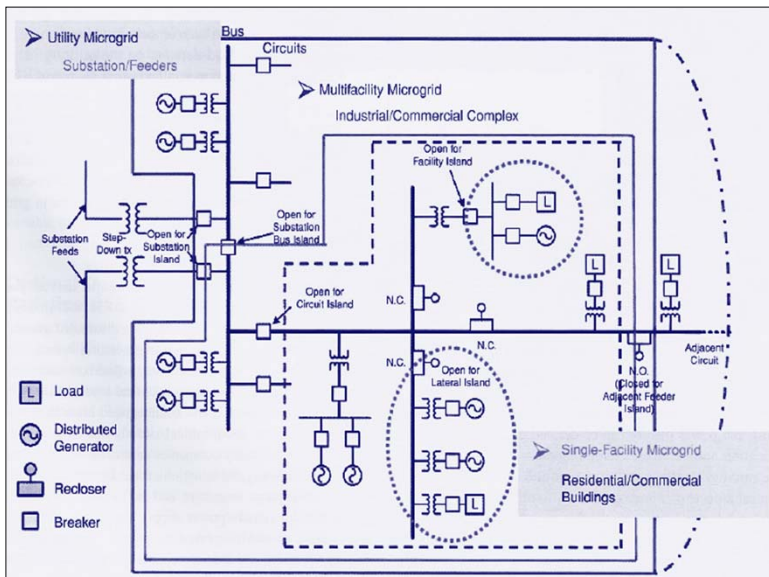 Utility Microgrid
Substation/Feeders
Bus
Circuits
Multifacility Microgrid
Industrial/Commercial Complex
Open for
Facility Island
L
Substation
Feeds
Step-
Down tx
Open for
Substation
Island
Open for
Substation
Bus Island
Open for
Circuit Island
N.C.
L
L
N.C.
N.C.
Open for
Lateral Island
N.O.
(Closed for
Adjacent Feeder
Island)
Adjacent
Circuit
L
L Load
Distributed
Generator
Recloser
Breaker
Single-Facility Microgrid
Residential/Commercial
Buildings